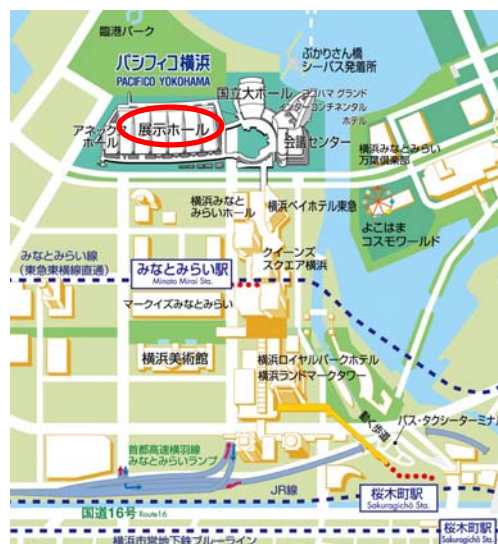 臨港パーク
ぷかりさん橋
シーバス発着所
パシフィコ横浜
PACIFICO YOKOHAMA
国立大ホール
ヨコハマ グランド
インターコンチネンタル
ホテル
アネックス
ホール
展示ホール
会議センター
横浜みなとみらい
万葉倶楽部
横浜みなと
みらいホール
横浜ベイホテル東急
よこはま
コスモワールド
クイーンズ
スクエア横浜
みなとみらい線
(東急東横線直通)
みなとみらい駅
Minato Mirai Sta.
マークイズみなとみらい
横浜美術館
横浜ロイヤルパークホテル
横浜ランドマークタワー
動く歩道
バス・タクシーターミナル
首都高速横羽線
みなとみらいランプ
JR線
桜木町駅
Sakuragichō Sta.
国道16号 Route16
桜木町駅
Sakuragichō Sta.
横浜市営地下鉄ブルーライン